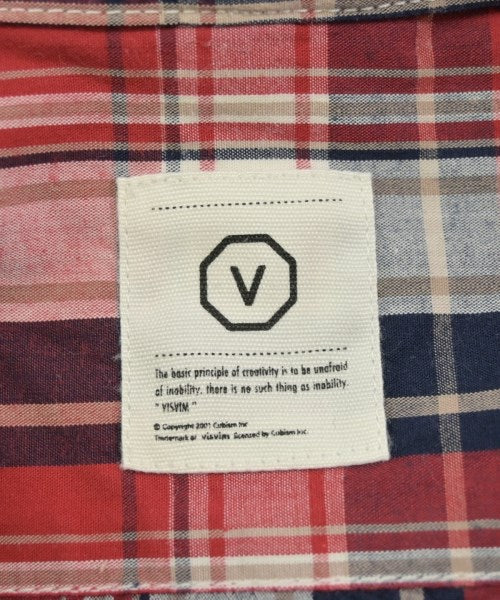 V
The basic principle of creativity is to be unafraid
of inability. there is no such thing as inability.
" VISVIM "
© Copyright 2001 Cubism Inc
Trademark of visvim licensed by Cubism Inc.